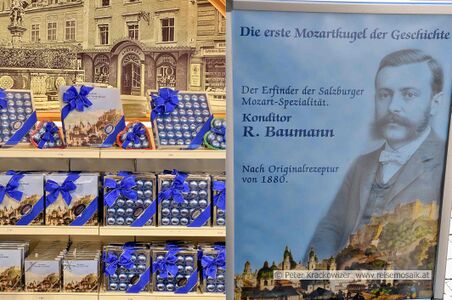 Die erste Mozartkugel der Geschichte
Der Erfinder der Salzburger
Mozart-Spezialität.
Konditor
R. Baumann
Nach Originalrezeptur
von 1880.
© Peter Krackowizer www.reisemosaik.at